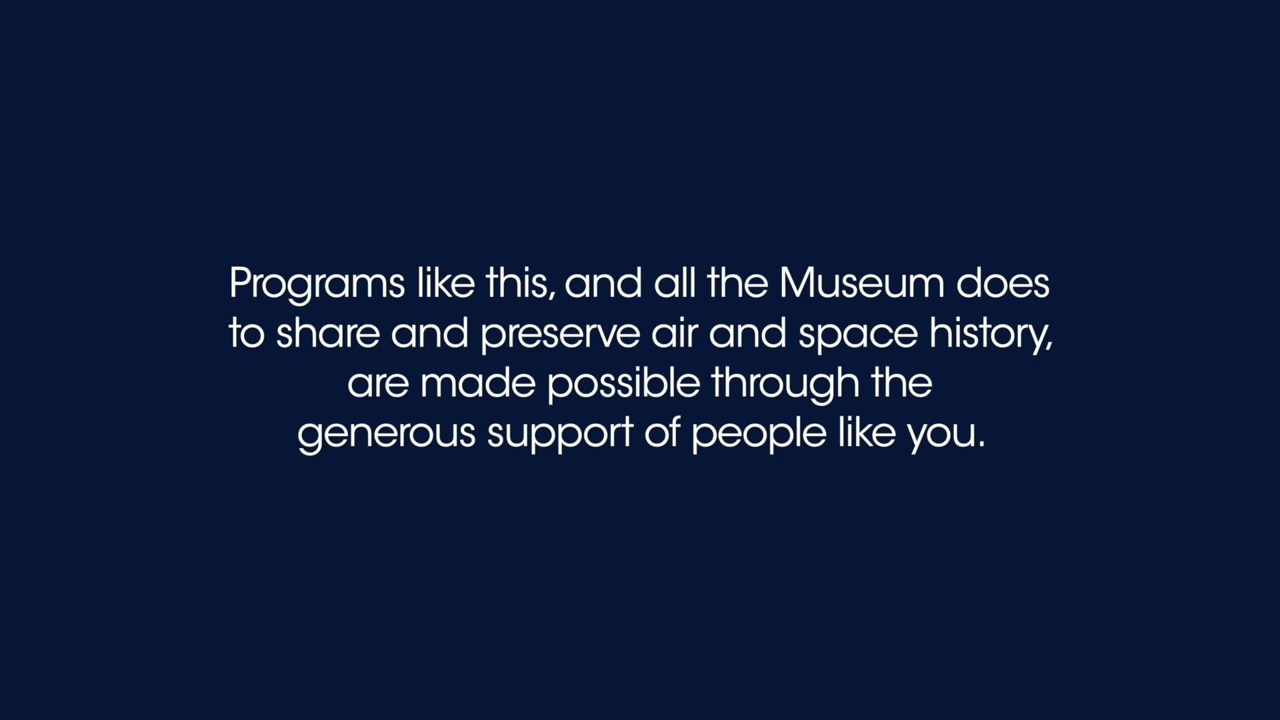 Programs like this, and all the Museum does
to share and preserve air and space history,
are made possible through the
generous support of people like you.